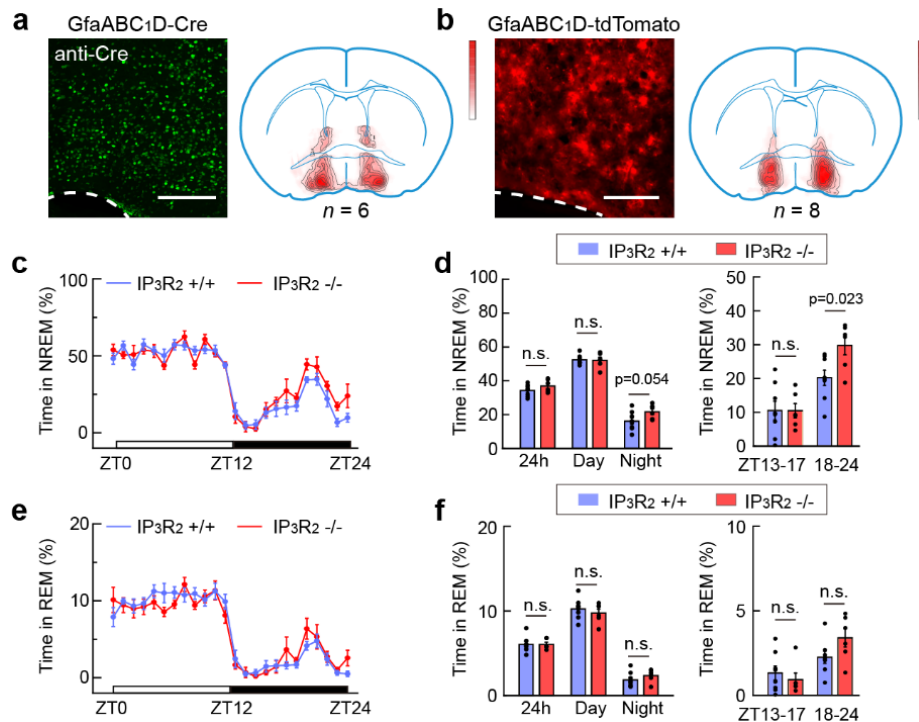 a
GfaABC1D-Cre
anti-Cre
n = 6
b
GfaABC1D-tdTomato
n = 8
c
IP3R2 +/+
IP3R2 -/-
Time in NREM (%)
100
50
0
ZT0
ZT12
ZT24
d
IP3R2 +/+
IP3R2 -/-
Time in NREM (%)
100
80
60
40
20
0
n.s.
n.s.
p=0.054
24h
Day
Night
Time in NREM (%)
50
40
30
20
10
0
n.s.
p=0.023
ZT13-17
18-24
e
IP3R2 +/+
IP3R2 -/-
Time in REM (%)
20
10
0
ZT0
ZT12
ZT24
f
IP3R2 +/+
IP3R2 -/-
Time in REM (%)
20
10
0
n.s.
n.s.
n.s.
24h
Day
Night
Time in REM (%)
10
5
0
n.s.
n.s.
ZT13-17
18-24